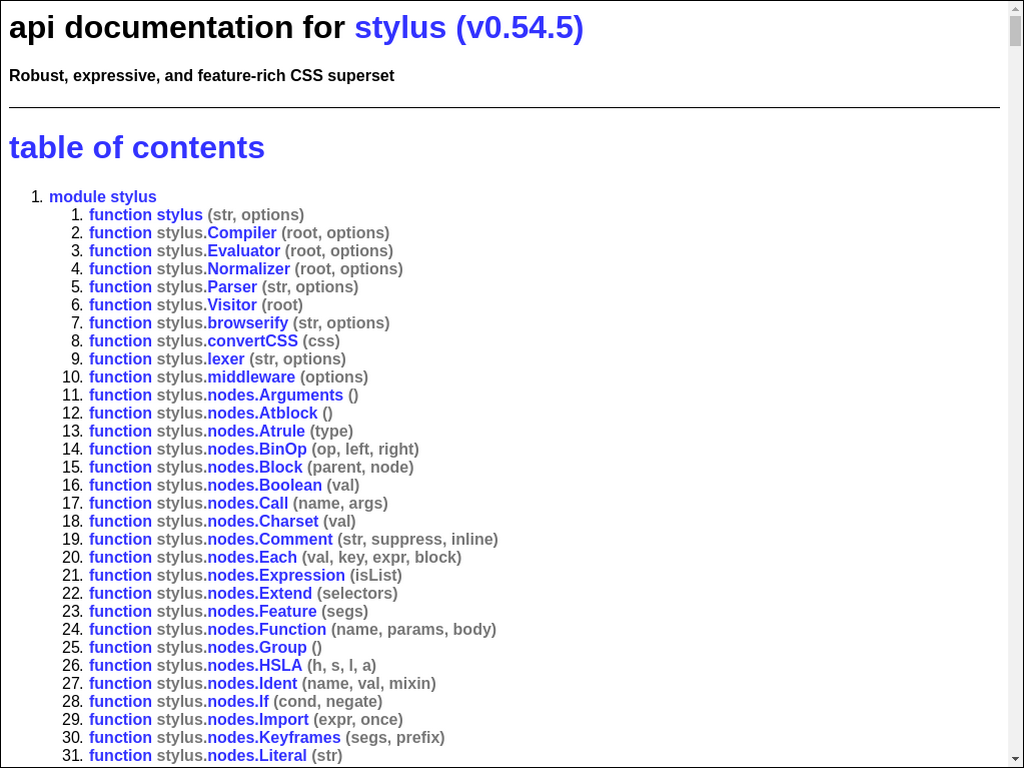 api documentation for stylus (v0.54.5)
Robust, expressive, and feature-rich CSS superset
table of contents
1. module stylus
1. function stylus (str, options)
2. function stylus.Compiler (root, options)
3. function stylus.Evaluator (root, options)
4. function stylus.Normalizer (root, options)
5. function stylus.Parser (str, options)
6. function stylus.Visitor (root)
7. function stylus.browserify (str, options)
8. function stylus.convertCSS (css)
9. function stylus.lexer (str, options)
10. function stylus.middleware (options)
11. function stylus.nodes.Arguments ()
12. function stylus.nodes.Atblock ()
13. function stylus.nodes.Atrule (type)
14. function stylus.nodes.BinOp (op, left, right)
15. function stylus.nodes.Block (parent, node)
16. function stylus.nodes.Boolean (val)
17. function stylus.nodes.Call (name, args)
18. function stylus.nodes.Charset (val)
19. function stylus.nodes.Comment (str, suppress, inline)
20. function stylus.nodes.Each (val, key, expr, block)
21. function stylus.nodes.Expression (isList)
22. function stylus.nodes.Extend (selectors)
23. function stylus.nodes.Feature (segs)
24. function stylus.nodes.Function (name, params, body)
25. function stylus.nodes.Group ()
26. function stylus.nodes.HSLA (h, s, l, a)
27. function stylus.nodes.Ident (name, val, mixin)
28. function stylus.nodes.If (cond, negate)
29. function stylus.nodes.Import (expr, once)
30. function stylus.nodes.Keyframes (segs, prefix)
31. function stylus.nodes.Literal (str)